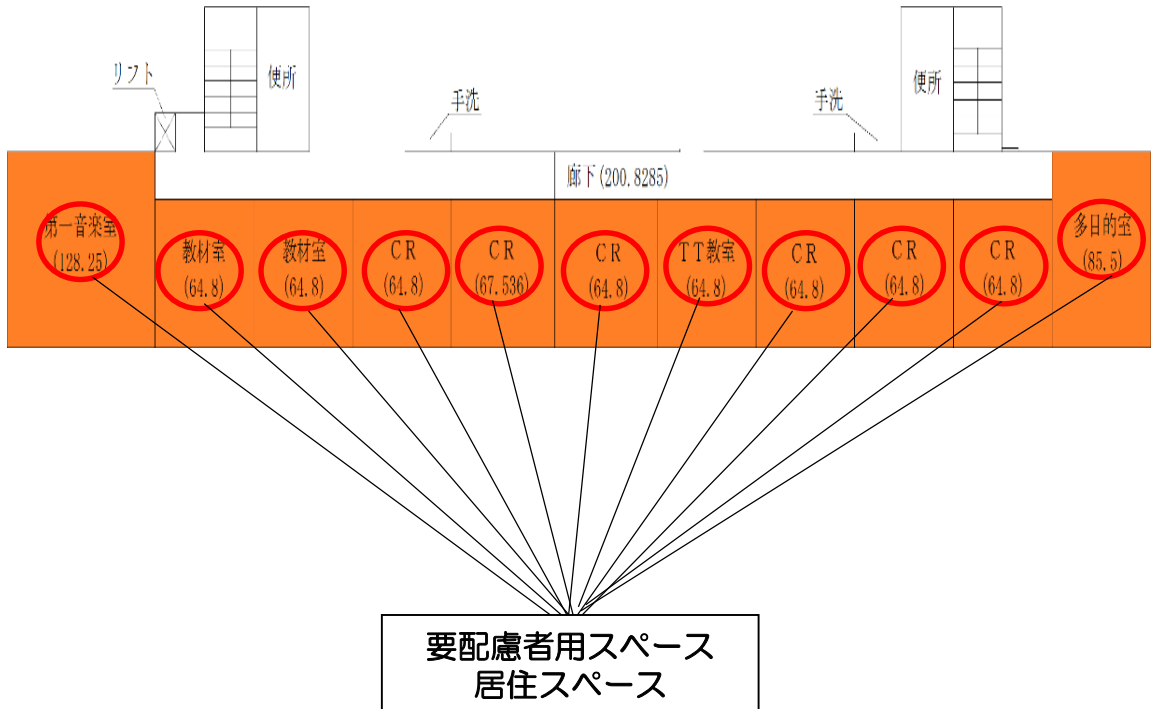 リフト
便所
手洗
手洗
便所
廊下(200.8285)
第一音楽室
(128.25)
教材室
(64.8)
教材室
(64.8)
CR
(64.8)
CR
(67.536)
CR
(64.8)
TT教室
(64.8)
CR
(64.8)
CR
(64.8)
CR
(64.8)
多目的室
(85.5)
要配慮者用スペース
居住スペース